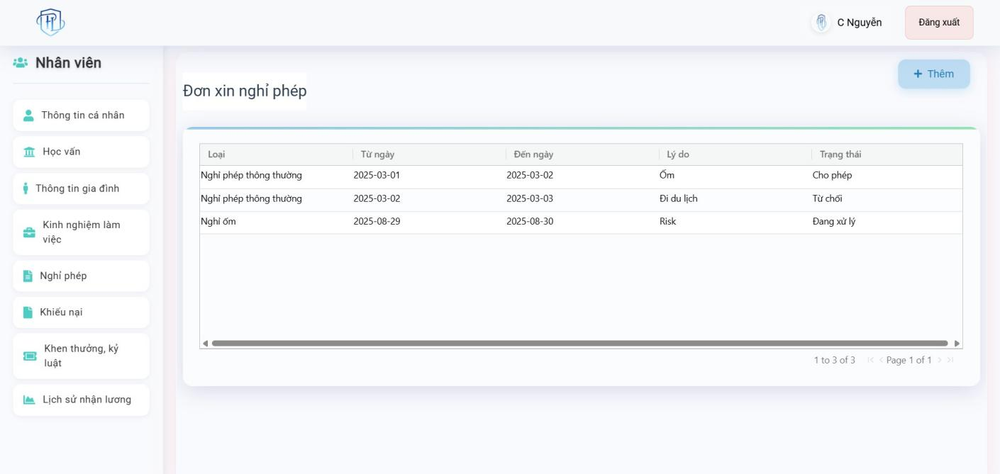 C Nguyễn
Đăng xuất
Nhân viên
Thông tin cá nhân
Học vấn
Thông tin gia đình
Kinh nghiệm làm
việc
Nghỉ phép
Khiếu nại
Khen thưởng, kỷ
luật
Lịch sử nhận lương
Thêm
Đơn xin nghỉ phép
Loại Từ ngày Đến ngày Lý do Trạng thái
Nghỉ phép thông thường 2025-03-01 2025-03-02 Ốm Cho phép
Nghỉ phép thông thường 2025-03-02 2025-03-03 Đi du lịch Từ chối
Nghỉ ốm 2025-08-29 2025-08-30 Risk Đang xử lý
1 to 3 of 3 Page 1 of 1